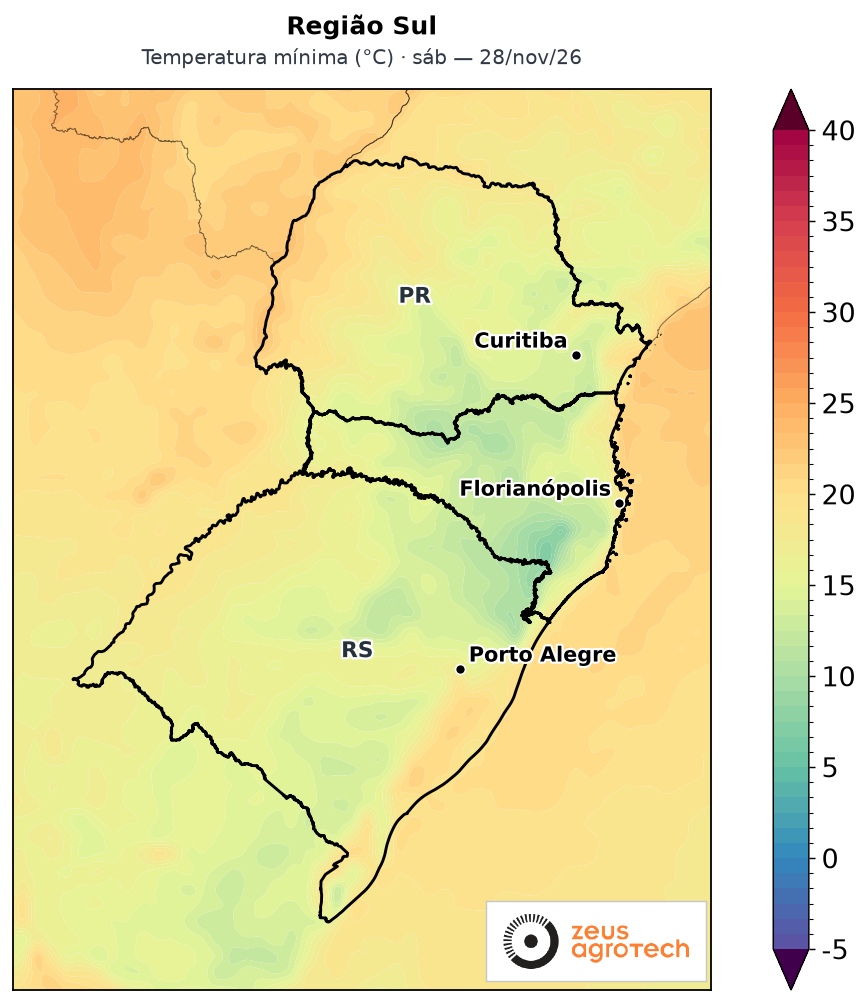 Região Sul
Temperatura mínima (°C) · sáb — 28/nov/26
PR
Curitiba
Florianópolis
RS
Porto Alegre
40
35
30
25
20
15
10
5
0
-5
zeus
agrotech